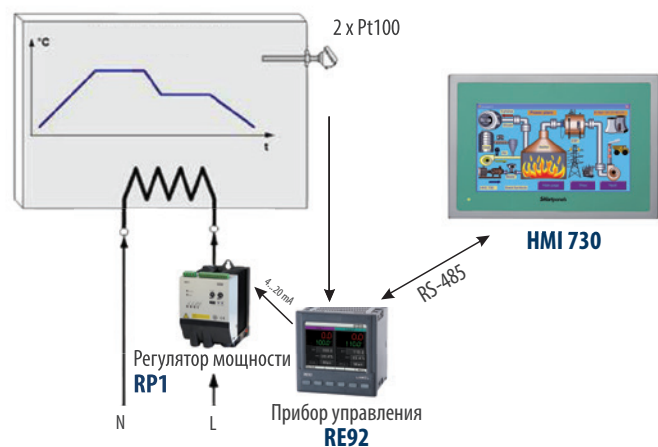 2 x Pt100
°C
t
HMI 730
RS-485
4...20 mA
Регулятор мощности
RP1
Прибор управления
RE92
N
L